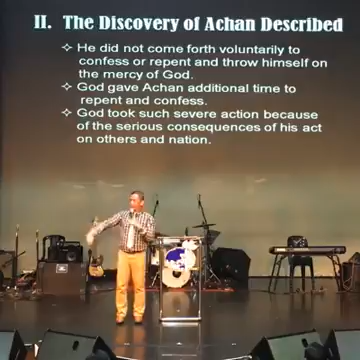 II. The Discovery of Achan Described
✧ He did not come forth voluntarily to
confess or repent and throw himself on
the mercy of God.
✧ God gave Achan additional time to
repent and confess.
✧ God took such severe action because
of the serious consequences of his act
on others and nation.